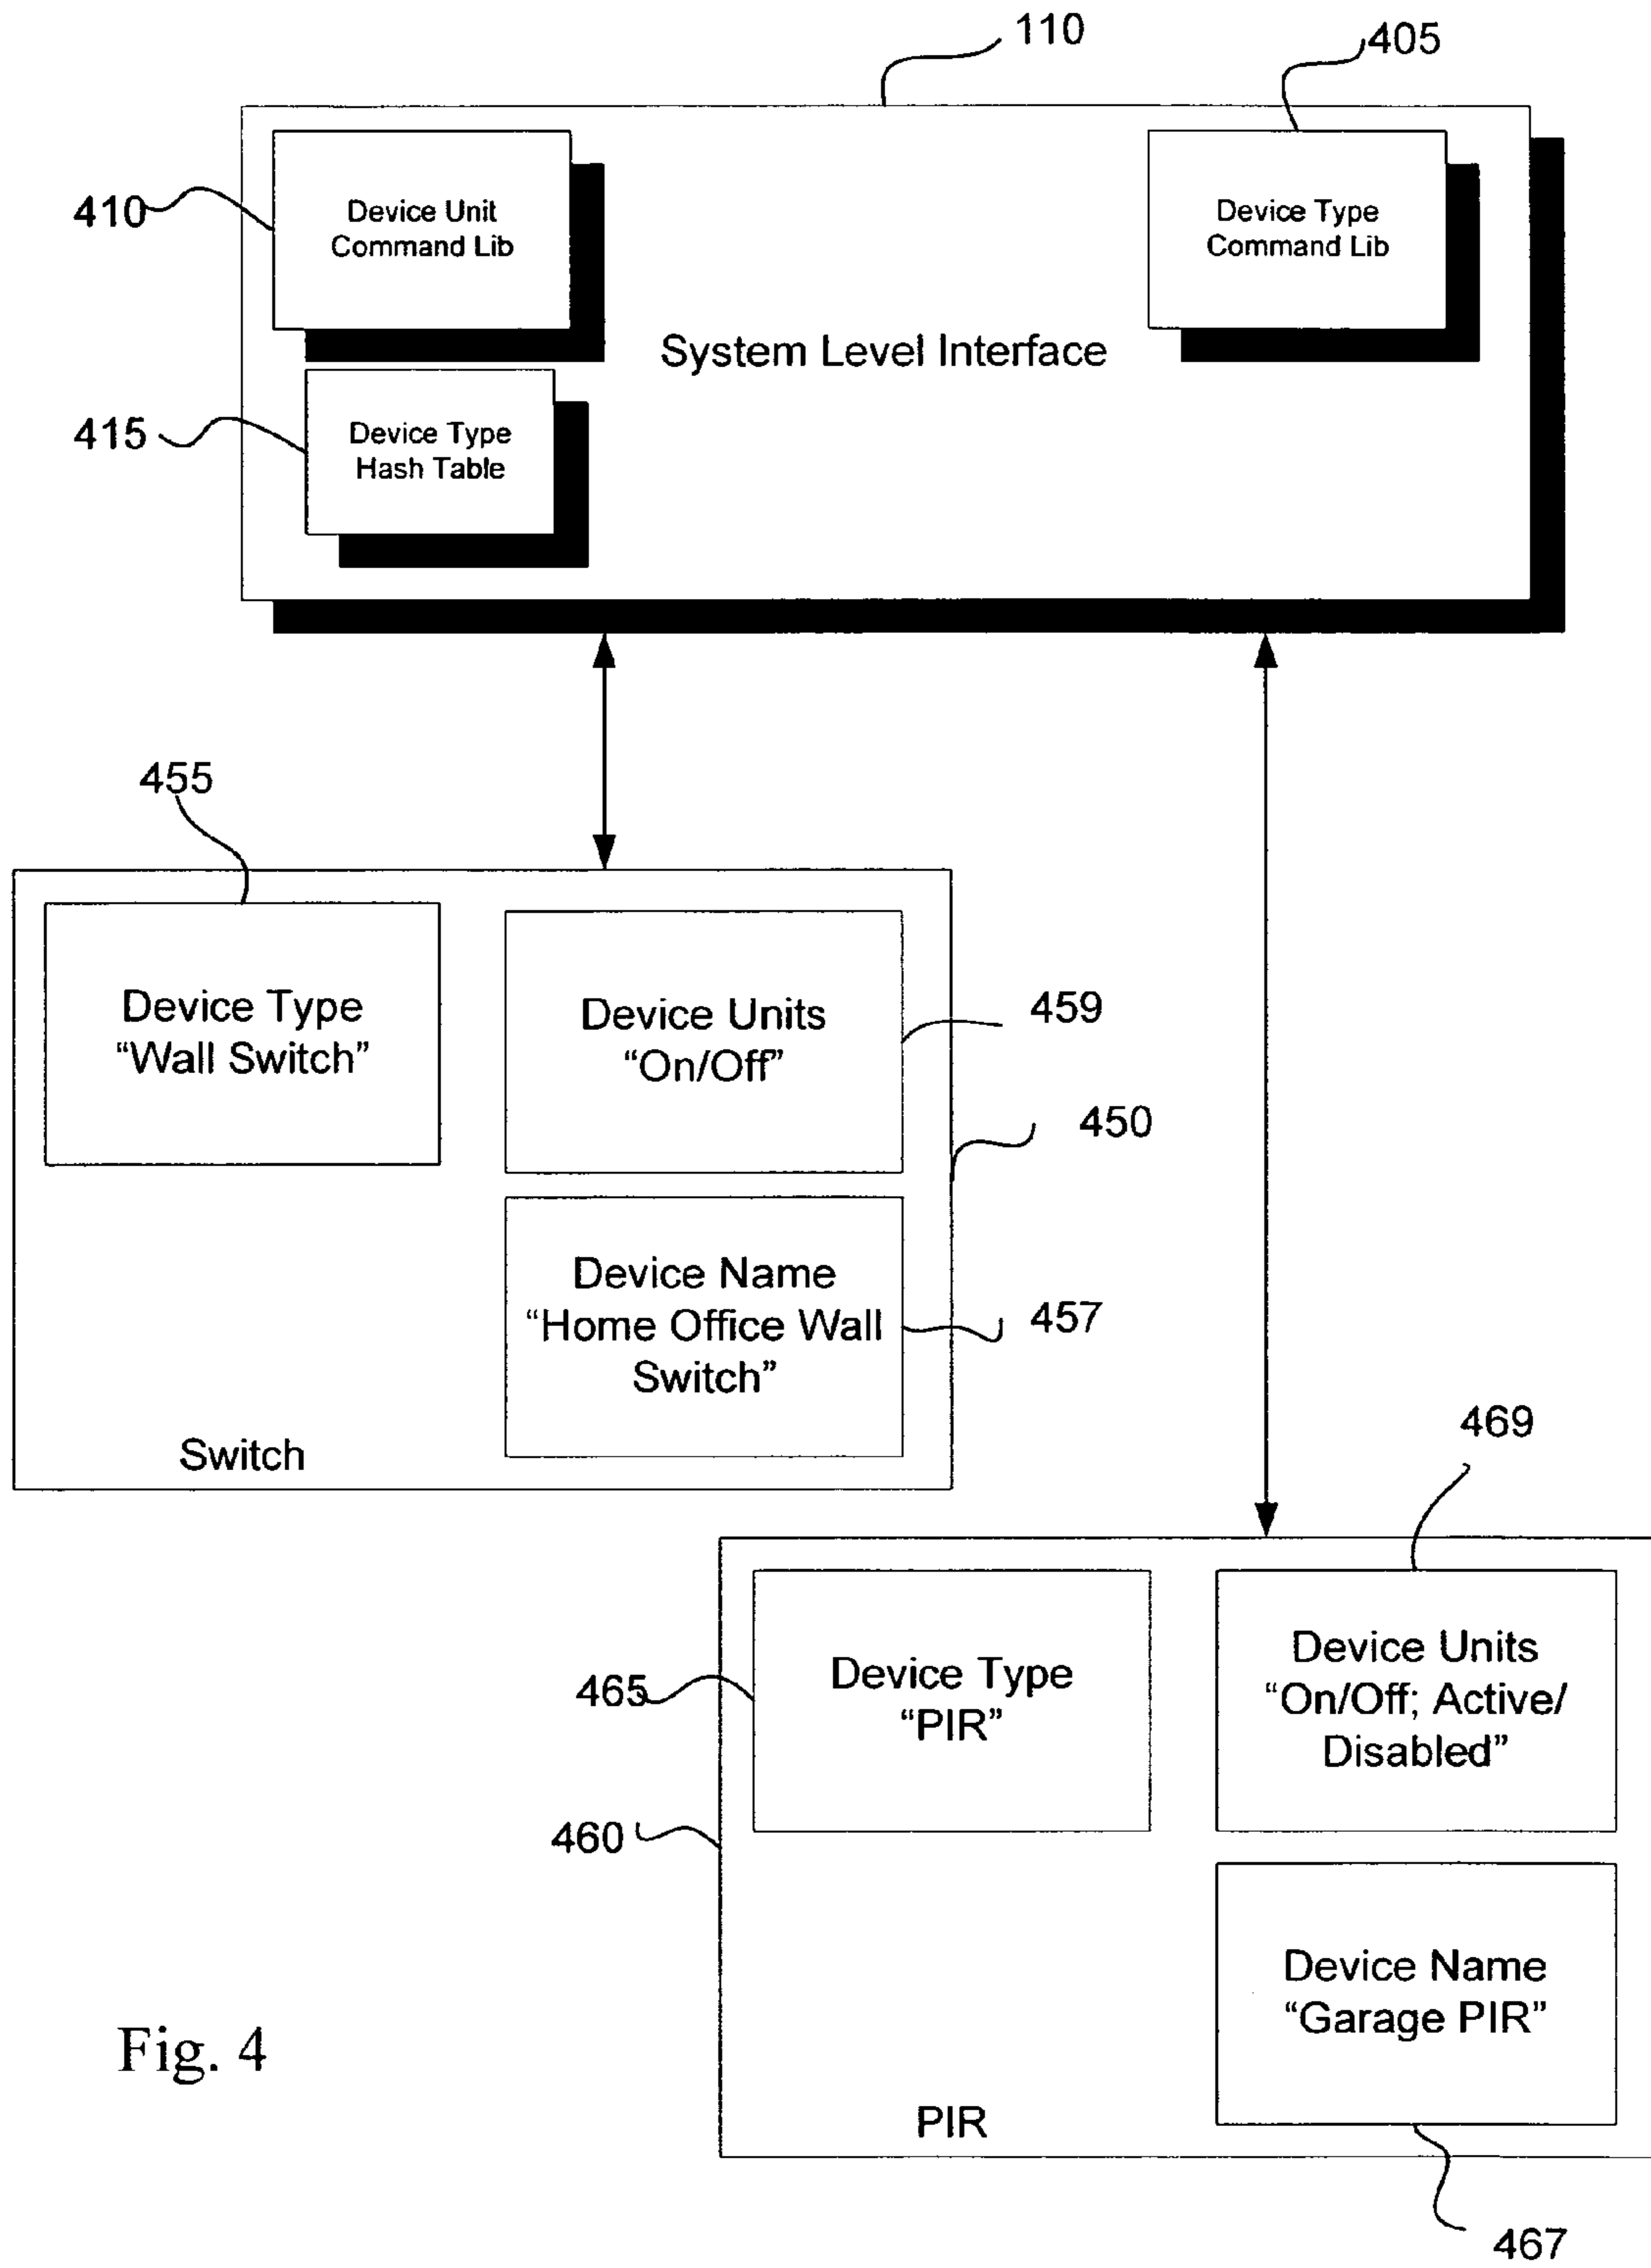 110
405
410
Device Unit
Command Lib
Device Type
Command Lib
System Level Interface
415
Device Type
Hash Table
455
Device Type
“Wall Switch”
Device Units
“On/Off”
459
450
Device Name
“Home Office Wall
Switch”
457
Switch
469
465
Device Type
“PIR”
Device Units
“On/Off; Active/
Disabled”
460
Device Name
“Garage PIR”
PIR
467
Fig. 4